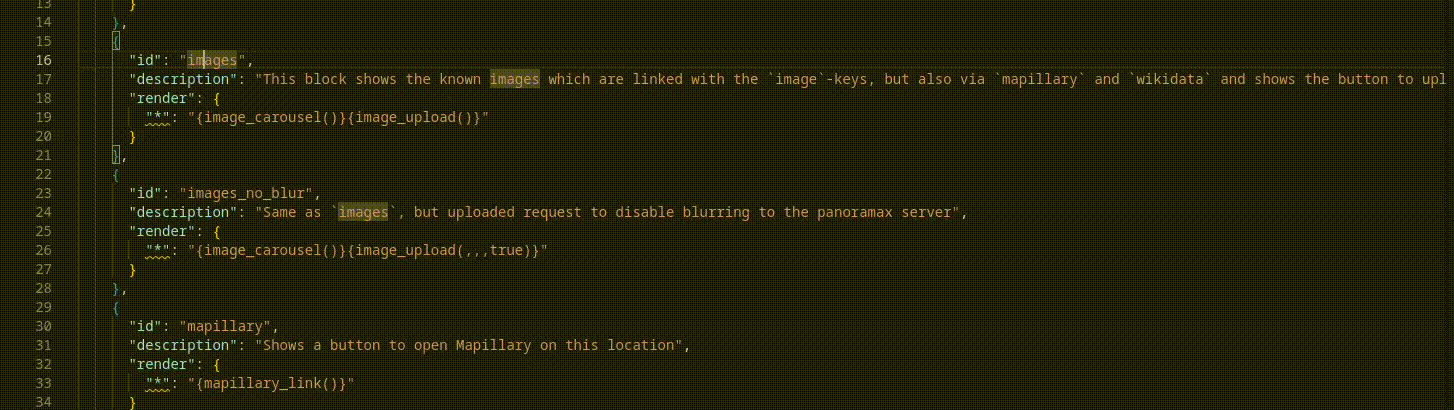 13 }
14 },
15 {
16 "id": "images",
17 "description": "This block shows the known images which are linked with the `image`-keys, but also via `mapillary` and `wikidata` and shows the button to upl
18 "render": {
19 "*": "{image_carousel()}{image_upload()}"
20 }
21 },
22 {
23 "id": "images_no_blur",
24 "description": "Same as `images`, but uploaded request to disable blurring to the panoramax server",
25 "render": {
26 "*": "{image_carousel()}{image_upload(,,,true)}"
27 }
28 },
29 {
30 "id": "mapillary",
31 "description": "Shows a button to open Mapillary on this location",
32 "render": {
33 "*": "{mapillary_link()}"
34 }